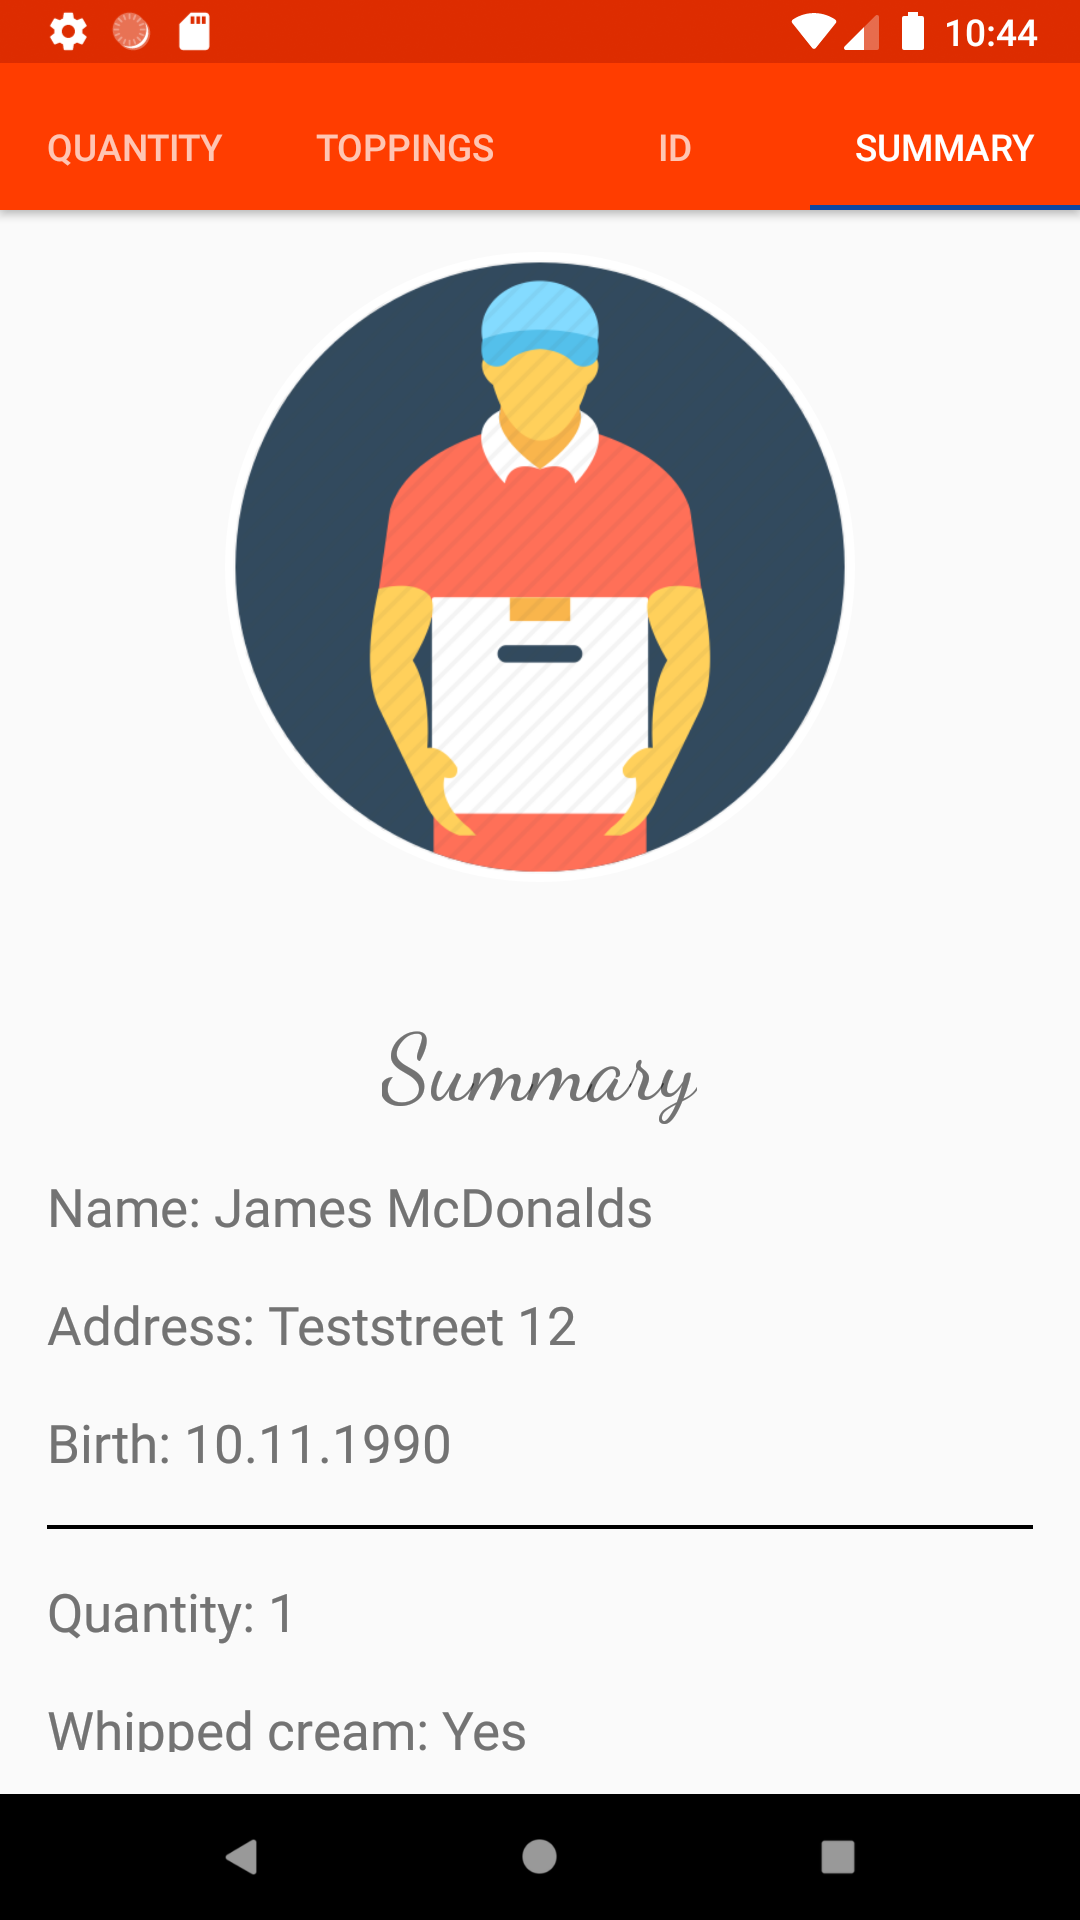 10:44
QUANTITY TOPPINGS ID SUMMARY
Summary
Name: James McDonalds
Address: Teststreet 12
Birth: 10.11.1990
Quantity: 1
Whipped cream: Yes